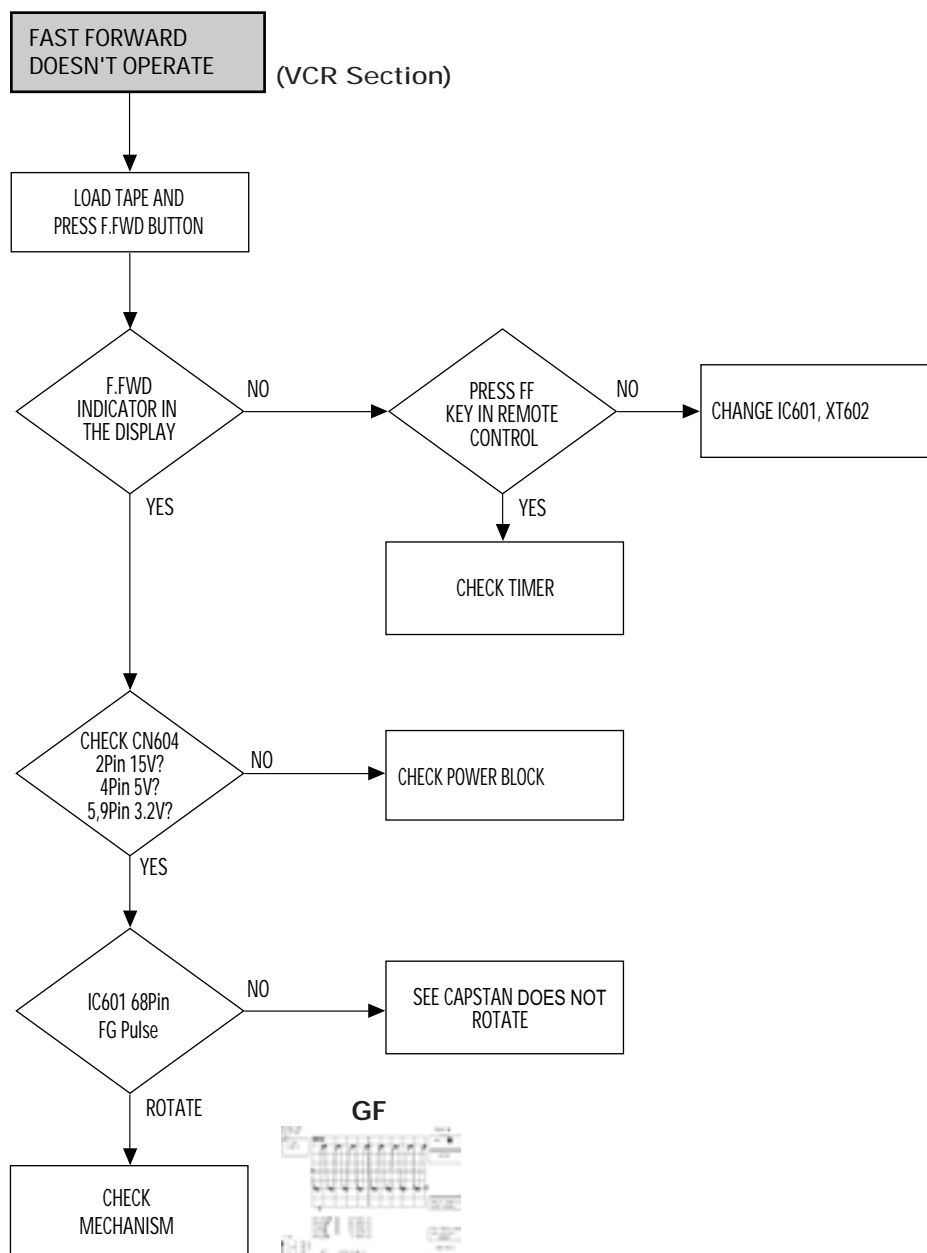 FAST FORWARD
DOESN'T OPERATE
(VCR Section)
LOAD TAPE AND
PRESS F.FWD BUTTON
F.FWD
INDICATOR IN
THE DISPLAY
NO
PRESS FF
KEY IN REMOTE
CONTROL
NO
CHANGE IC601, XT602
YES
YES
CHECK TIMER
CHECK CN604
2Pin 15V?
4Pin 5V?
5,9Pin 3.2V?
NO
CHECK POWER BLOCK
YES
IC601 68Pin
FG Pulse
NO
SEE CAPSTAN DOES NOT
ROTATE
ROTATE
GF
CHECK
MECHANISM